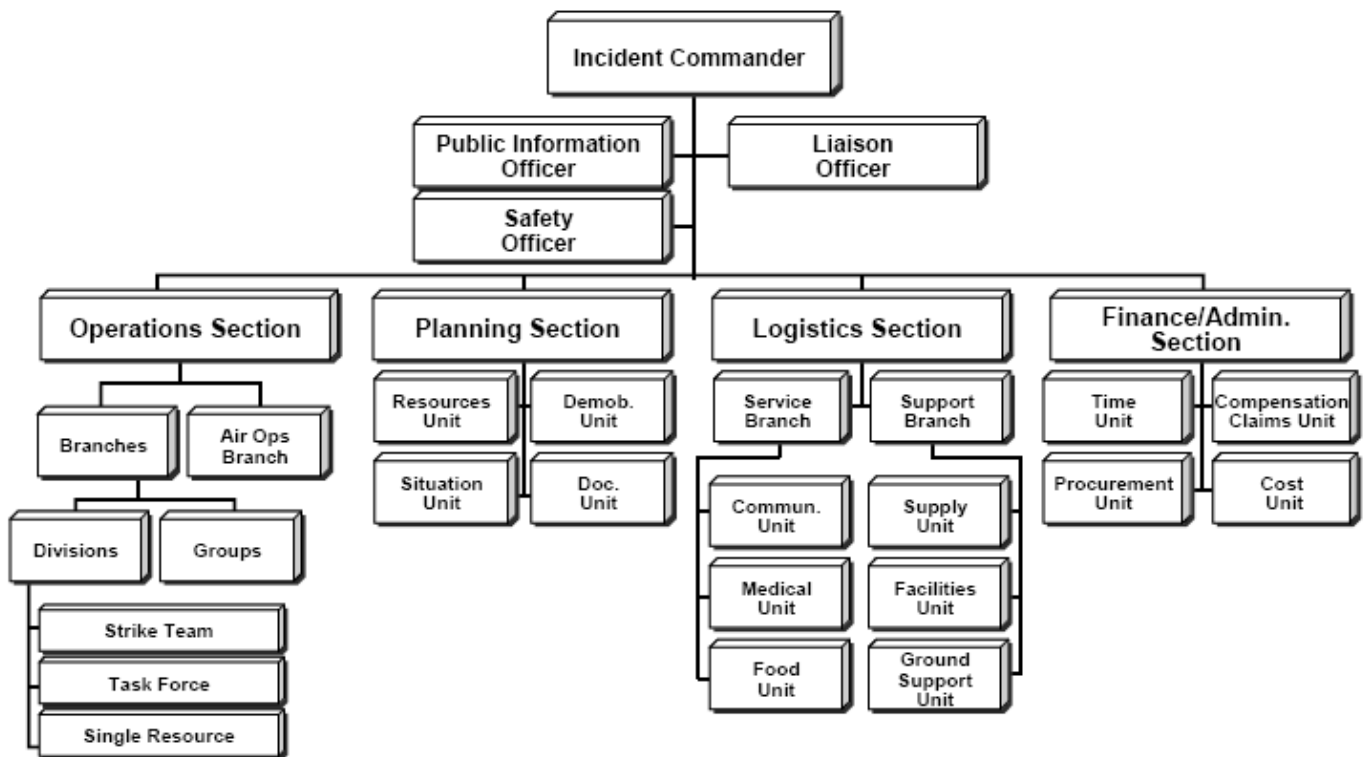 Incident Commander
Public Information
Officer
Liaison
Officer
Safety
Officer
Operations Section
Planning Section
Logistics Section
Finance/Admin.
Section
Branches
Air Ops
Branch
Resources
Unit
Demob.
Unit
Service
Branch
Support
Branch
Time
Unit
Compensation
Claims Unit
Situation
Unit
Doc.
Unit
Procurement
Unit
Cost
Unit
Divisions
Groups
Commun.
Unit
Supply
Unit
Medical
Unit
Facilities
Unit
Food
Unit
Ground
Support
Unit
Strike Team
Task Force
Single Resource